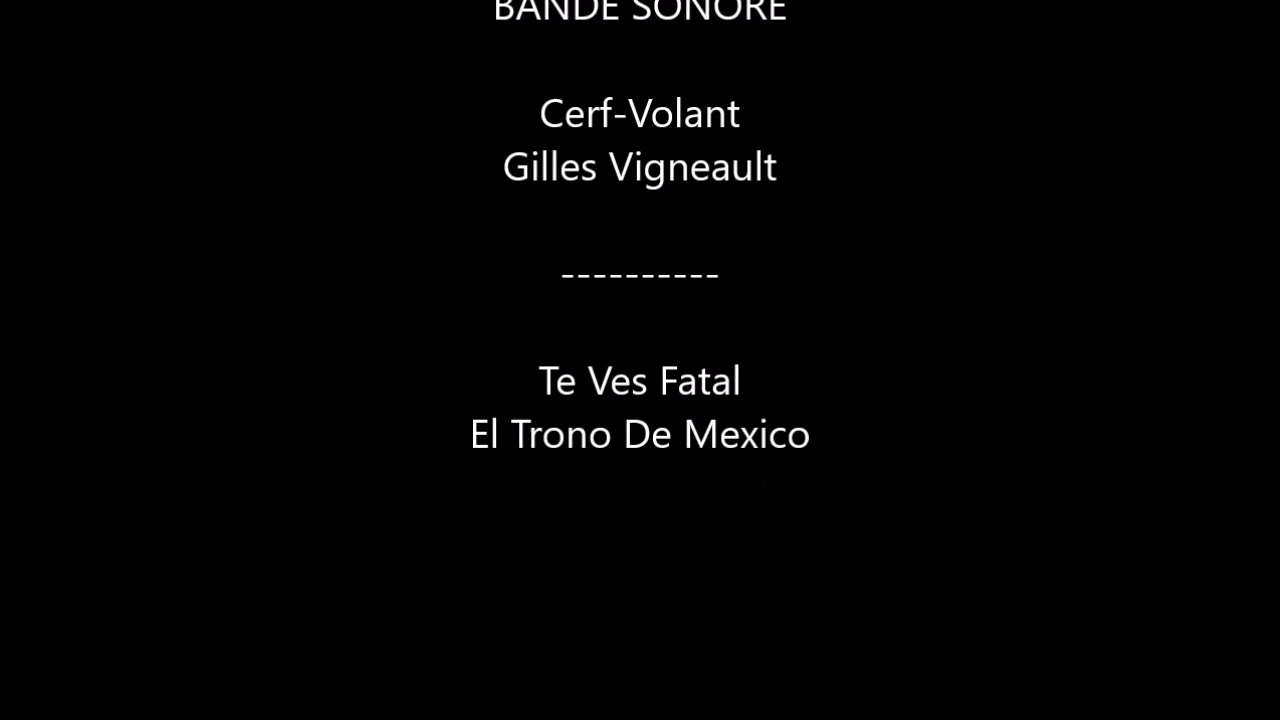 BANDE SONORE
Cerf-Volant
Gilles Vigneault
----------
Te Ves Fatal
El Trono De Mexico